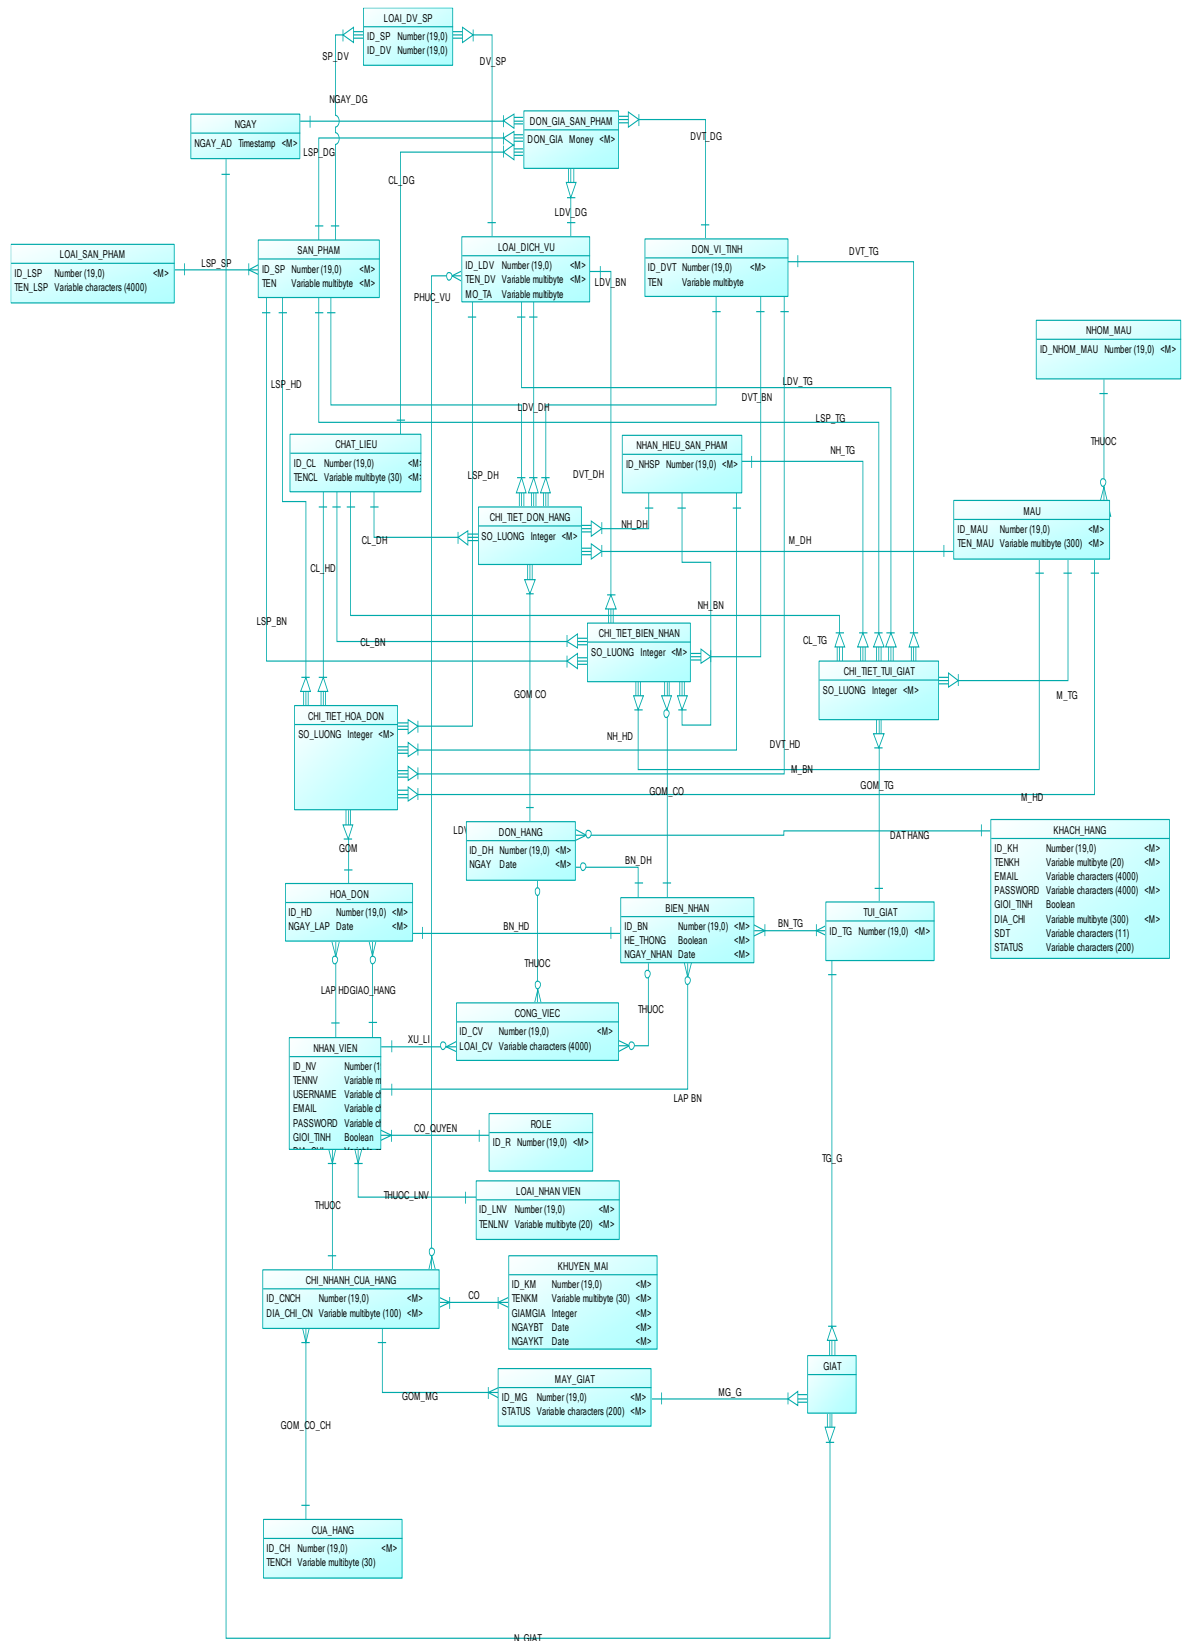 LOAI_DV_SP
ID_SP Number (19,0)
ID_DV Number (19,0)
SP_DV
DV_SP
NGAY_DG
NGAY
NGAY_AD Timestamp <M>
DON_GIA_SAN_PHAM
DON_GIA Money <M>
LSP_DG
DVT_DG
CL_DG
LDV_DG
LOAI_SAN_PHAM
ID_LSP Number (19,0) <M>
TEN_LSP Variable characters (4000)
LSP_SP
SAN_PHAM
ID_SP Number (19,0) <M>
TEN Variable multibyte <M>
LOAI_DICH_VU
ID_LDV Number (19,0) <M>
TEN_DV Variable multibyte <M>
MO_TA Variable multibyte
DON_VI_TINH
ID_DVT Number (19,0) <M>
TEN Variable multibyte
DVT_TG
PHUC_VU
LDV_BN
NHOM_MAU
ID_NHOM_MAU Number (19,0) <M>
LSP_HD
LDV_TG
DVT_BN
LDV_DH
LSP_TG
THUOC
CHAT_LIEU
ID_CL Number (19,0) <M>
TENCL Variable multibyte (30) <M>
NHAN_HIEU_SAN_PHAM
ID_NHSP Number (19,0) <M>
NH_TG
LSP_DH
DVT_DH
CHI_TIET_DON_HANG
SO_LUONG Integer <M>
MAU
ID_MAU Number (19,0) <M>
TEN_MAU Variable multibyte (300) <M>
NH_DH
CL_DH
M_DH
CL_HD
NH_BN
LSP_BN
CHI_TIET_BIEN_NHAN
SO_LUONG Integer <M>
CL_BN
CL_TG
CHI_TIET_TUI_GIAT
SO_LUONG Integer <M>
GOM CO
M_TG
CHI_TIET_HOA_DON
SO_LUONG Integer <M>
NH_HD
DVT_HD
M_BN
GOM_CO
GOM_TG
M_HD
DON_HANG
ID_DH Number (19,0) <M>
NGAY Date <M>
LDV
DAT HANG
KHACH_HANG
ID_KH Number (19,0) <M>
TENKH Variable multibyte (20) <M>
EMAIL Variable characters (4000)
PASSWORD Variable characters (4000) <M>
GIOI_TINH Boolean
DIA_CHI Variable multibyte (300) <M>
SDT Variable characters (11)
STATUS Variable characters (200)
GOM
BN_DH
HOA_DON
ID_HD Number (19,0) <M>
NGAY_LAP Date <M>
BN_HD
BIEN_NHAN
ID_BN Number (19,0) <M>
HE_THONG Boolean <M>
NGAY_NHAN Date <M>
BN_TG
TUI_GIAT
ID_TG Number (19,0) <M>
LAP HD
GIAO_HANG
THUOC
THUOC
CONG_VIEC
ID_CV Number (19,0) <M>
LOAI_CV Variable characters (4000)
XU_LI
NHAN_VIEN
ID_NV Number (1
TENNV Variable m
USERNAME Variable ch
EMAIL Variable ch
PASSWORD Variable ch
GIOI_TINH Boolean
LAP BN
CO_QUYEN
ROLE
ID_R Number (19,0) <M>
TG_G
THUOC
THUOC_LNV
LOAI_NHAN VIEN
ID_LNV Number (19,0) <M>
TENLNV Variable multibyte (20) <M>
CHI_NHANH_CUA_HANG
ID_CNCH Number (19,0) <M>
DIA_CHI_CN Variable multibyte (100) <M>
CO
KHUYEN_MAI
ID_KM Number (19,0) <M>
TENKM Variable multibyte (30) <M>
GIAMGIA Integer <M>
NGAYBT Date <M>
NGAYKT Date <M>
GOM_MG
MAY_GIAT
ID_MG Number (19,0) <M>
STATUS Variable characters (200) <M>
MG_G
GIAT
GOM_CO_CH
CUA_HANG
ID_CH Number (19,0) <M>
TENCH Variable multibyte (30)
N_GIAT